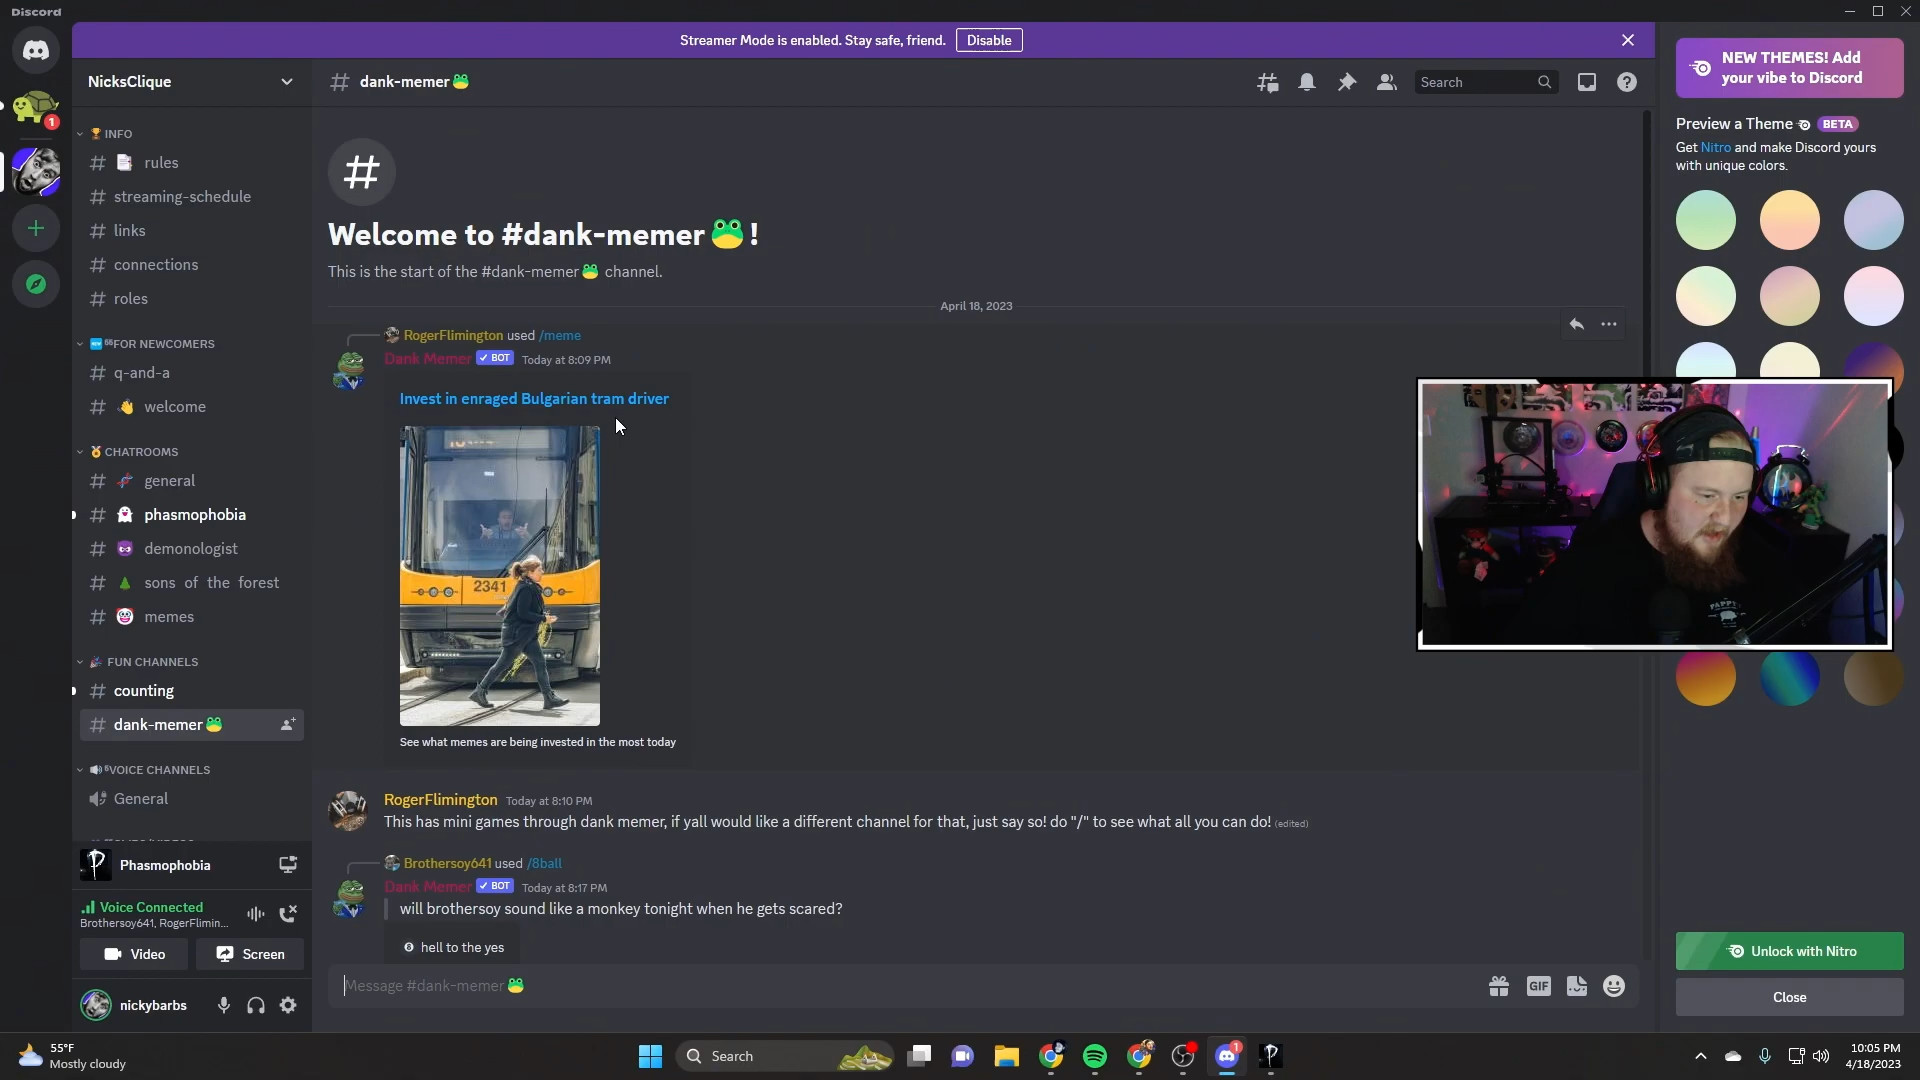 Discord
Streamer Mode is enabled. Stay safe, friend.
Disable
NicksClique
dank-memer🐸
Search
INFO
rules
streaming-schedule
links
connections
roles
FOR NEWCOMERS
q-and-a
welcome
CHATROOMS
general
phasmophobia
demonologist
sons of the forest
memes
FUN CHANNELS
counting
dank-memer🐸
VOICE CHANNELS
General
Phasmophobia
Voice Connected
Brothersoy641, RogerFlimin...
Video
Screen
nickybarbs
Welcome to #dank-memer🐸!
This is the start of the #dank-memer🐸 channel.
April 18, 2023
RogerFlimington used /meme
Dank Memer ✓ BOT Today at 8:09 PM
Invest in enraged Bulgarian tram driver
2341
See what memes are being invested in the most today
RogerFlimington Today at 8:10 PM
This has mini games through dank memer, if yall would like a different channel for that, just say so! do "/" to see what all you can do! (edited)
Brothersoy641 used /8ball
Dank Memer ✓ BOT Today at 8:17 PM
will brothersoy sound like a monkey tonight when he gets scared?
hell to the yes
Message #dank-memer🐸
GIF
NEW THEMES! Add
your vibe to Discord
Preview a Theme BETA
Get Nitro and make Discord yours
with unique colors.
Unlock with Nitro
Close
55°F
Mostly cloudy
Search
10:05 PM
4/18/2023